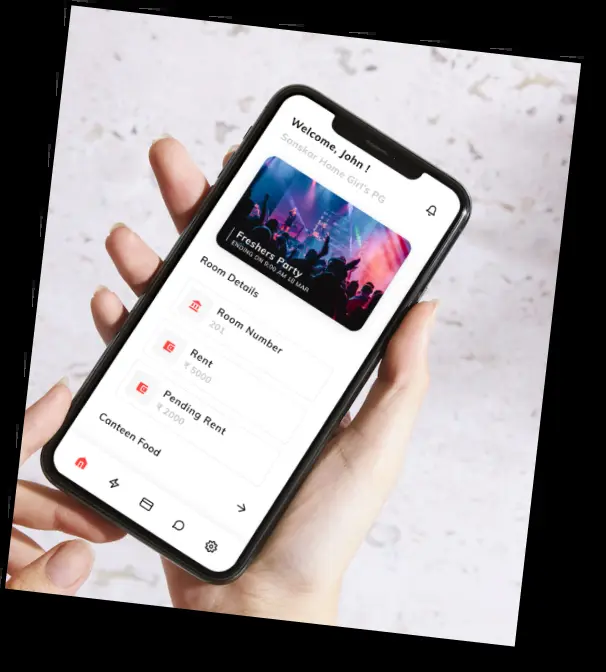 Welcome, John !
Sanskar Home Girl's PG
Freshers Party
ENDING ON 9:00 AM 18 MAR
Room Details
Room Number
201
Rent
₹ 5000
Pending Rent
₹ 2000
Canteen Food